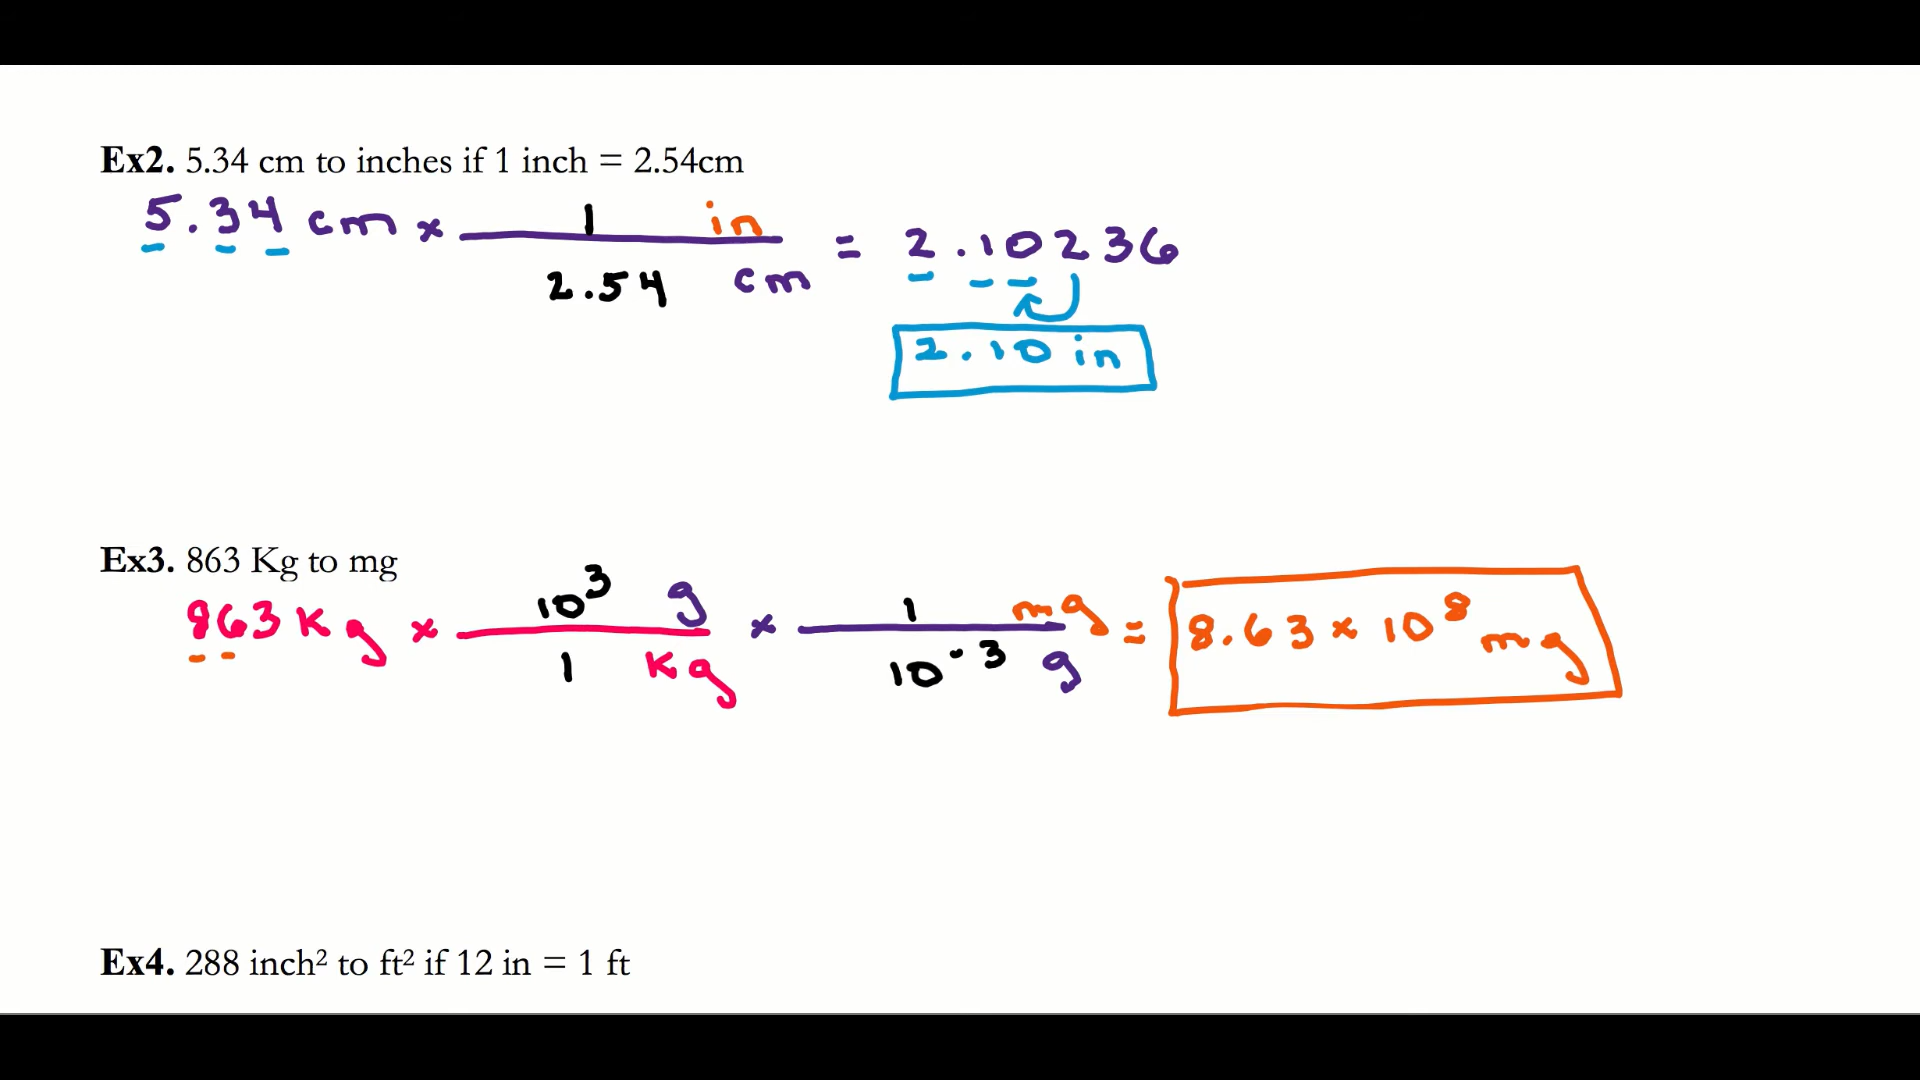 Ex2. 5.34 cm to inches if 1 inch = 2.54cm
5.34 cm × 1 in / 2.54 cm = 2.10236
2.10 in
Ex3. 863 Kg to mg
863 Kg × 10³ g / 1 Kg × 1 mg / 10⁻³ g = 8.63 × 10⁸ mg
Ex4. 288 inch² to ft² if 12 in = 1 ft